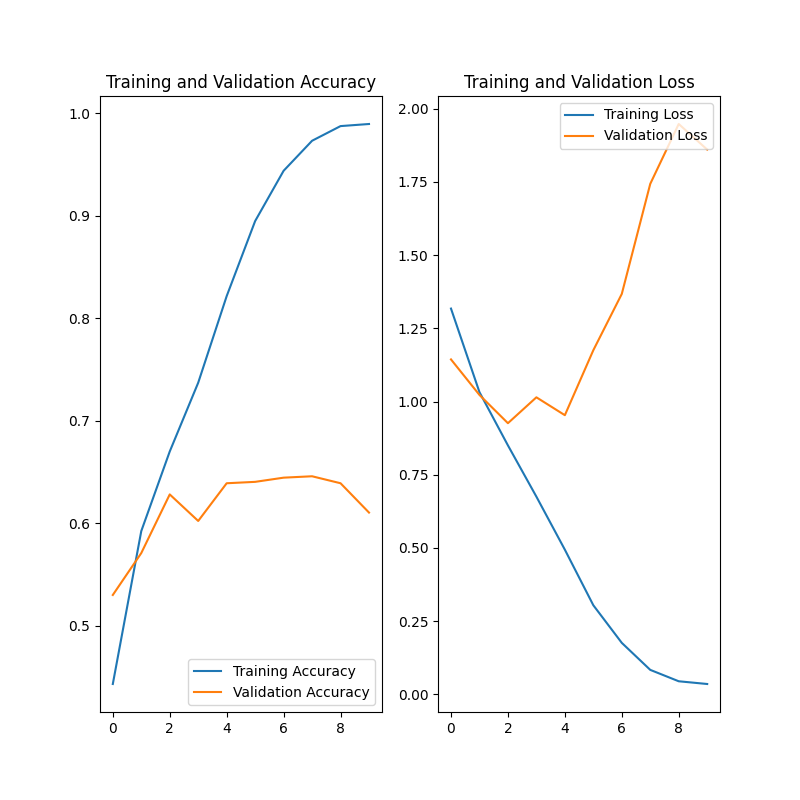 Training and Validation Accuracy
1.0
0.9
0.8
0.7
0.6
0.5
0 2 4 6 8
Training Accuracy
Validation Accuracy
Training and Validation Loss
2.00
1.75
1.50
1.25
1.00
0.75
0.50
0.25
0.00
0 2 4 6 8
Training Loss
Validation Loss